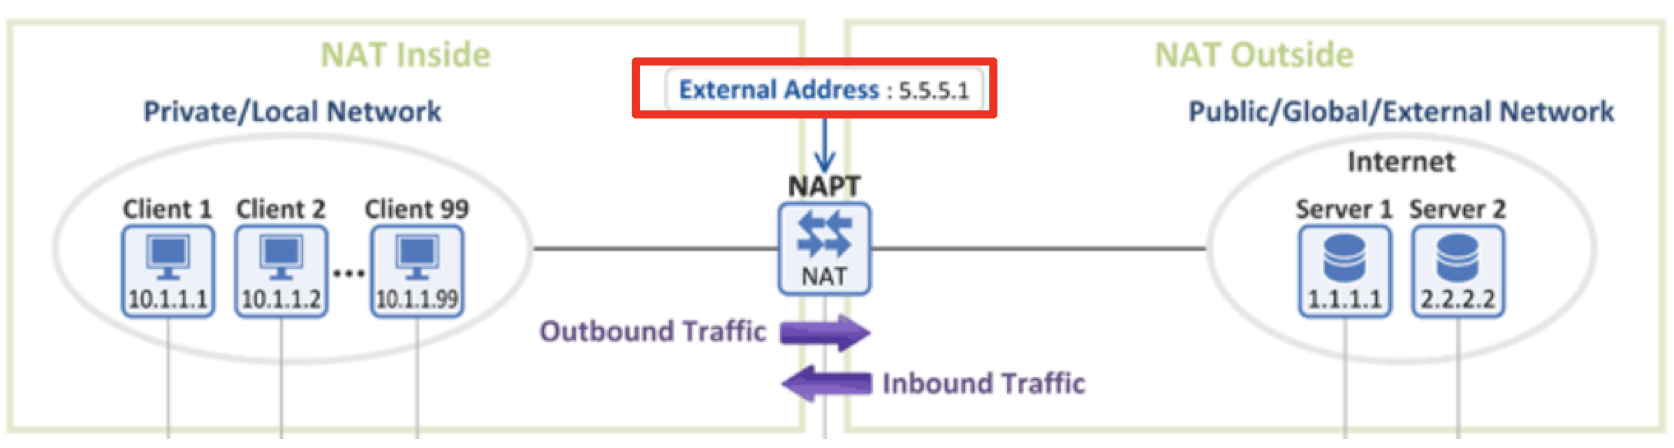 NAT Inside
NAT Outside
External Address : 5.5.5.1
Private/Local Network
Public/Global/External Network
Internet
NAPT
Client 1 Client 2 Client 99
Server 1 Server 2
NAT
10.1.1.1 10.1.1.2 ... 10.1.1.99
1.1.1.1 2.2.2.2
Outbound Traffic
Inbound Traffic